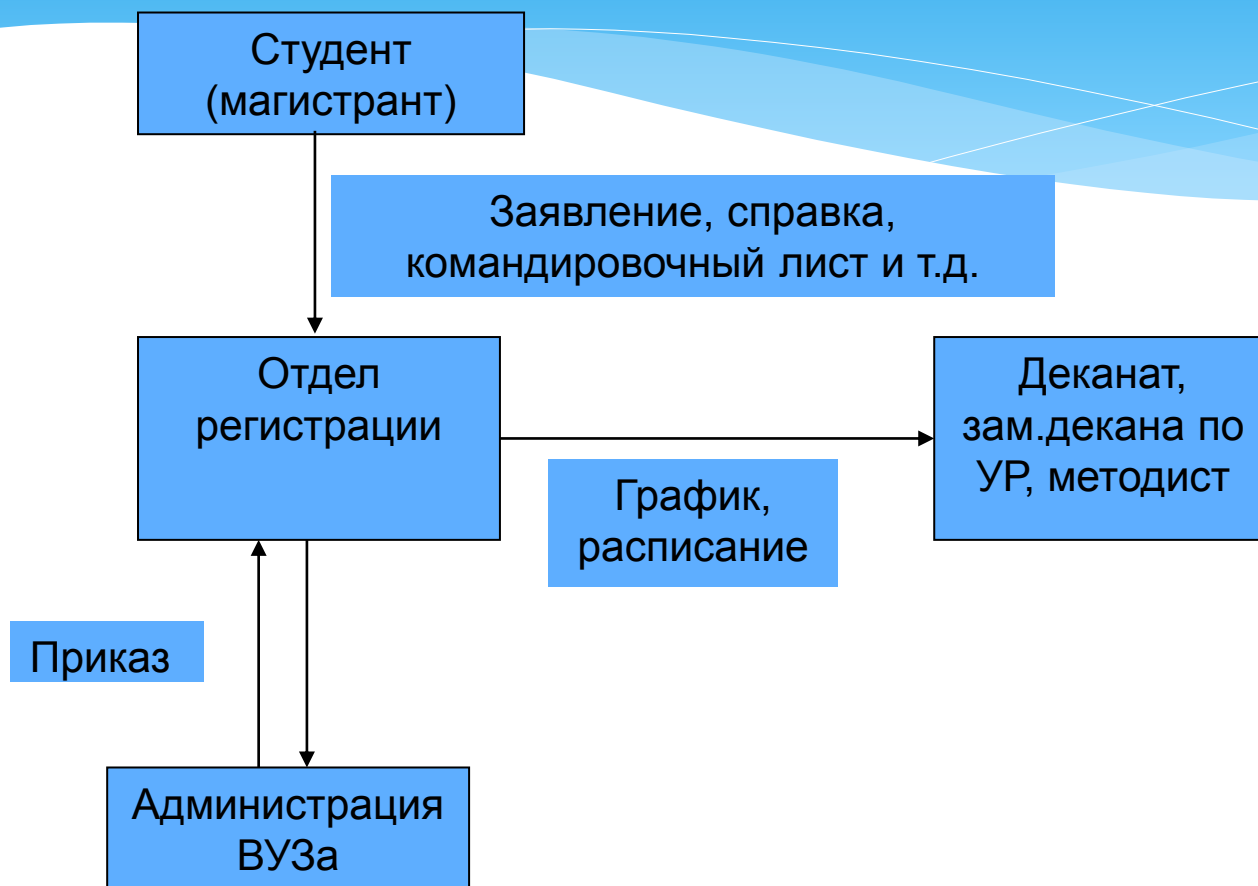 Студент
(магистрант)
Заявление, справка,
командировочный лист и т.д.
Отдел
регистрации
Деканат,
зам.декана по
УР, методист
График,
расписание
Приказ
Администрация
ВУЗа